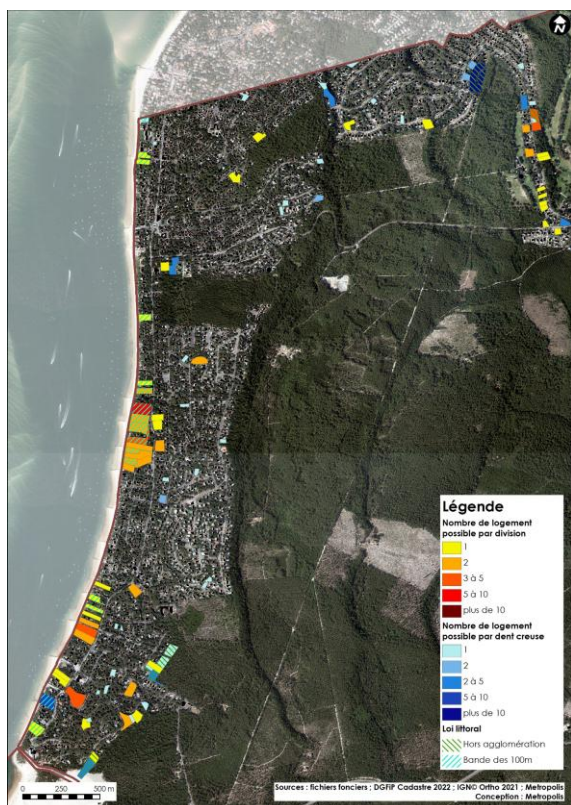 N
Légende
Nombre de logement
possible par division
1
2
3 à 5
5 à 10
plus de 10
Nombre de logement
possible par dent creuse
1
2
2 à 5
5 à 10
plus de 10
Loi littoral
Hors agglomération
Bande des 100m
0 250 500 m
Sources : fichiers fonciers ; DGFiP Cadastre 2022 ; IGN© Ortho 2021 ; Metropolis
Conception : Metropolis